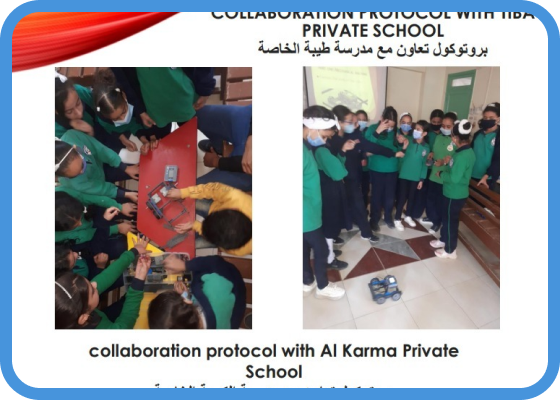 COLLABORATION PROTOCOL WITH TIBA
PRIVATE SCHOOL
بروتوكول تعاون مع مدرسة طيبة الخاصة
collaboration protocol with Al Karma Private
School